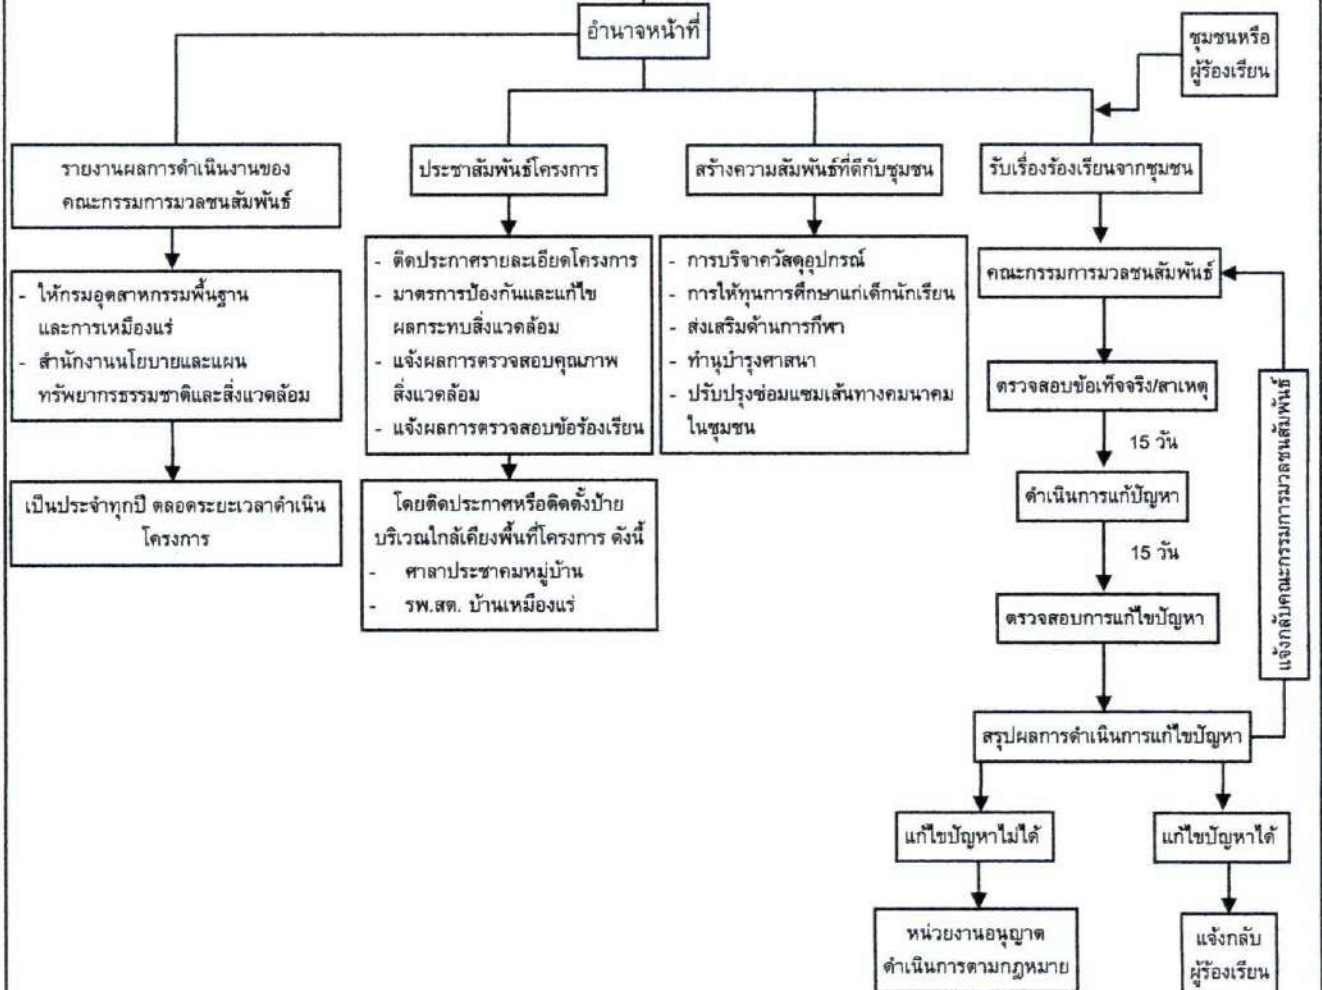 อำนาจหน้าที่
ชุมชนหรือ
ผู้ร้องเรียน
รายงานผลการดำเนินงานของ
คณะกรรมการมวลชนสัมพันธ์
- ให้กรมอุตสาหกรรมพื้นฐาน
และการเหมืองแร่
- สำนักงานนโยบายและแผน
ทรัพยากรธรรมชาติและสิ่งแวดล้อม
เป็นประจำทุกปี ตลอดระยะเวลาดำเนิน
โครงการ
ประชาสัมพันธ์โครงการ
- ติดประกาศรายละเอียดโครงการ
- มาตรการป้องกันและแก้ไข
ผลกระทบสิ่งแวดล้อม
- แจ้งผลการตรวจสอบคุณภาพ
สิ่งแวดล้อม
- แจ้งผลการตรวจสอบข้อร้องเรียน
โดยติดประกาศหรือติดตั้งป้าย
บริเวณใกล้เคียงพื้นที่โครงการ ดังนี้
- ศาลาประชาคมหมู่บ้าน
- รพ.สต. บ้านเหมืองแร่
สร้างความสัมพันธ์ที่ดีกับชุมชน
- การบริจาควัสดุอุปกรณ์
- การให้ทุนการศึกษาแก่เด็กนักเรียน
- ส่งเสริมด้านการกีฬา
- ทำนุบำรุงศาสนา
- ปรับปรุงซ่อมแซมเส้นทางคมนาคม
ในชุมชน
รับเรื่องร้องเรียนจากชุมชน
คณะกรรมการมวลชนสัมพันธ์
ตรวจสอบข้อเท็จจริง/สาเหตุ
15 วัน
ดำเนินการแก้ปัญหา
15 วัน
ตรวจสอบการแก้ไขปัญหา
สรุปผลการดำเนินการแก้ไขปัญหา
แจ้งกลับคณะกรรมการมวลชนสัมพันธ์
แก้ไขปัญหาไม่ได้
แก้ไขปัญหาได้
หน่วยงานอนุญาต
ดำเนินการตามกฎหมาย
แจ้งกลับ
ผู้ร้องเรียน